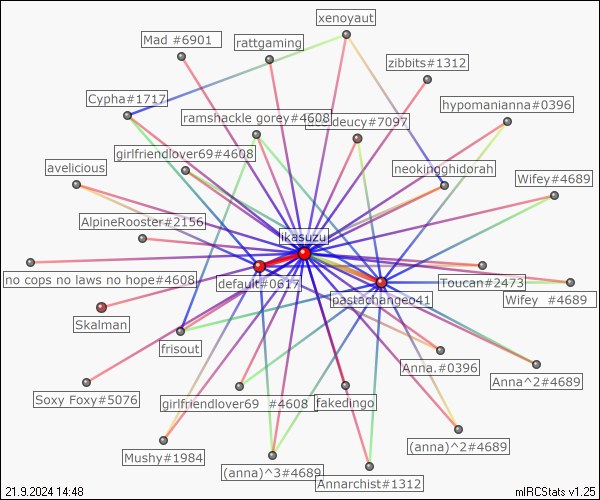 xenoyaut
Mad #6901
rattgaming
zibbits#1312
Cypha#1717
hypomanianna#0396
ramshackle gorey#4608
deucy#7097
girlfriendlover69#4608
neokingghidorah
avelicious
Wifey#4689
AlpineRooster#2156
ikasuzu
no cops no laws no hope#4608
default#0617
Toucan#2473
pastachangeo41
Wifey #4689
Skalman
frisout
Anna.#0396
Anna^2#4689
Soxy Foxy#5076
girlfriendlover69 #4608
fakedingo
Mushy#1984
(anna)^2#4689
(anna)^3#4689
Annarchist#1312
21.9.2024 14:48
mIRCStats v1.25